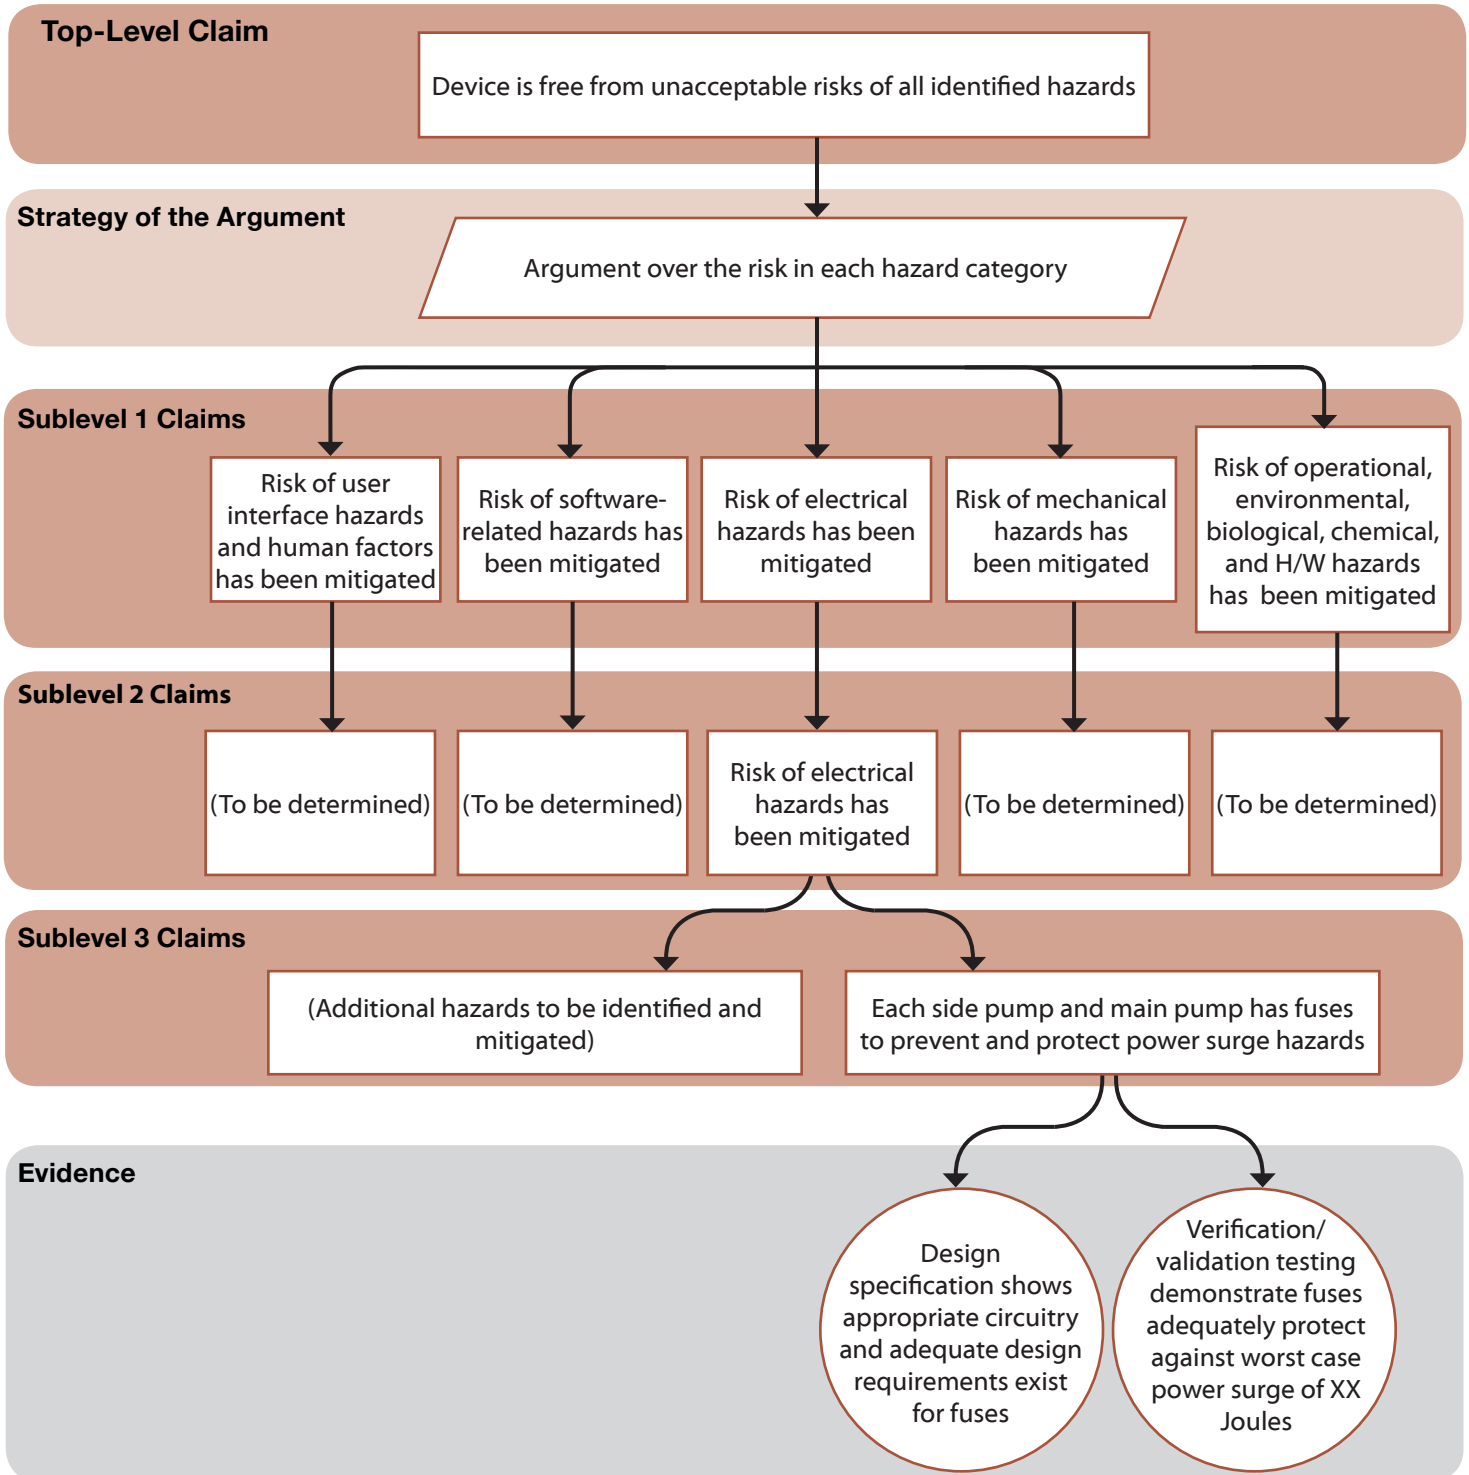 Top-Level Claim
Device is free from unacceptable risks of all identified hazards
Strategy of the Argument
Argument over the risk in each hazard category
Sublevel 1 Claims
Risk of user
interface hazards
and human factors
has been mitigated
Risk of software-
related hazards has
been mitigated
Risk of electrical
hazards has been
mitigated
Risk of mechanical
hazards has
been mitigated
Risk of operational,
environmental,
biological, chemical,
and H/W hazards
has been mitigated
Sublevel 2 Claims
(To be determined)
(To be determined)
Risk of electrical
hazards has
been mitigated
(To be determined)
(To be determined)
Sublevel 3 Claims
(Additional hazards to be identified and
mitigated)
Each side pump and main pump has fuses
to prevent and protect power surge hazards
Evidence
Design
specification shows
appropriate circuitry
and adequate design
requirements exist
for fuses
Verification/
validation testing
demonstrate fuses
adequately protect
against worst case
power surge of XX
Joules